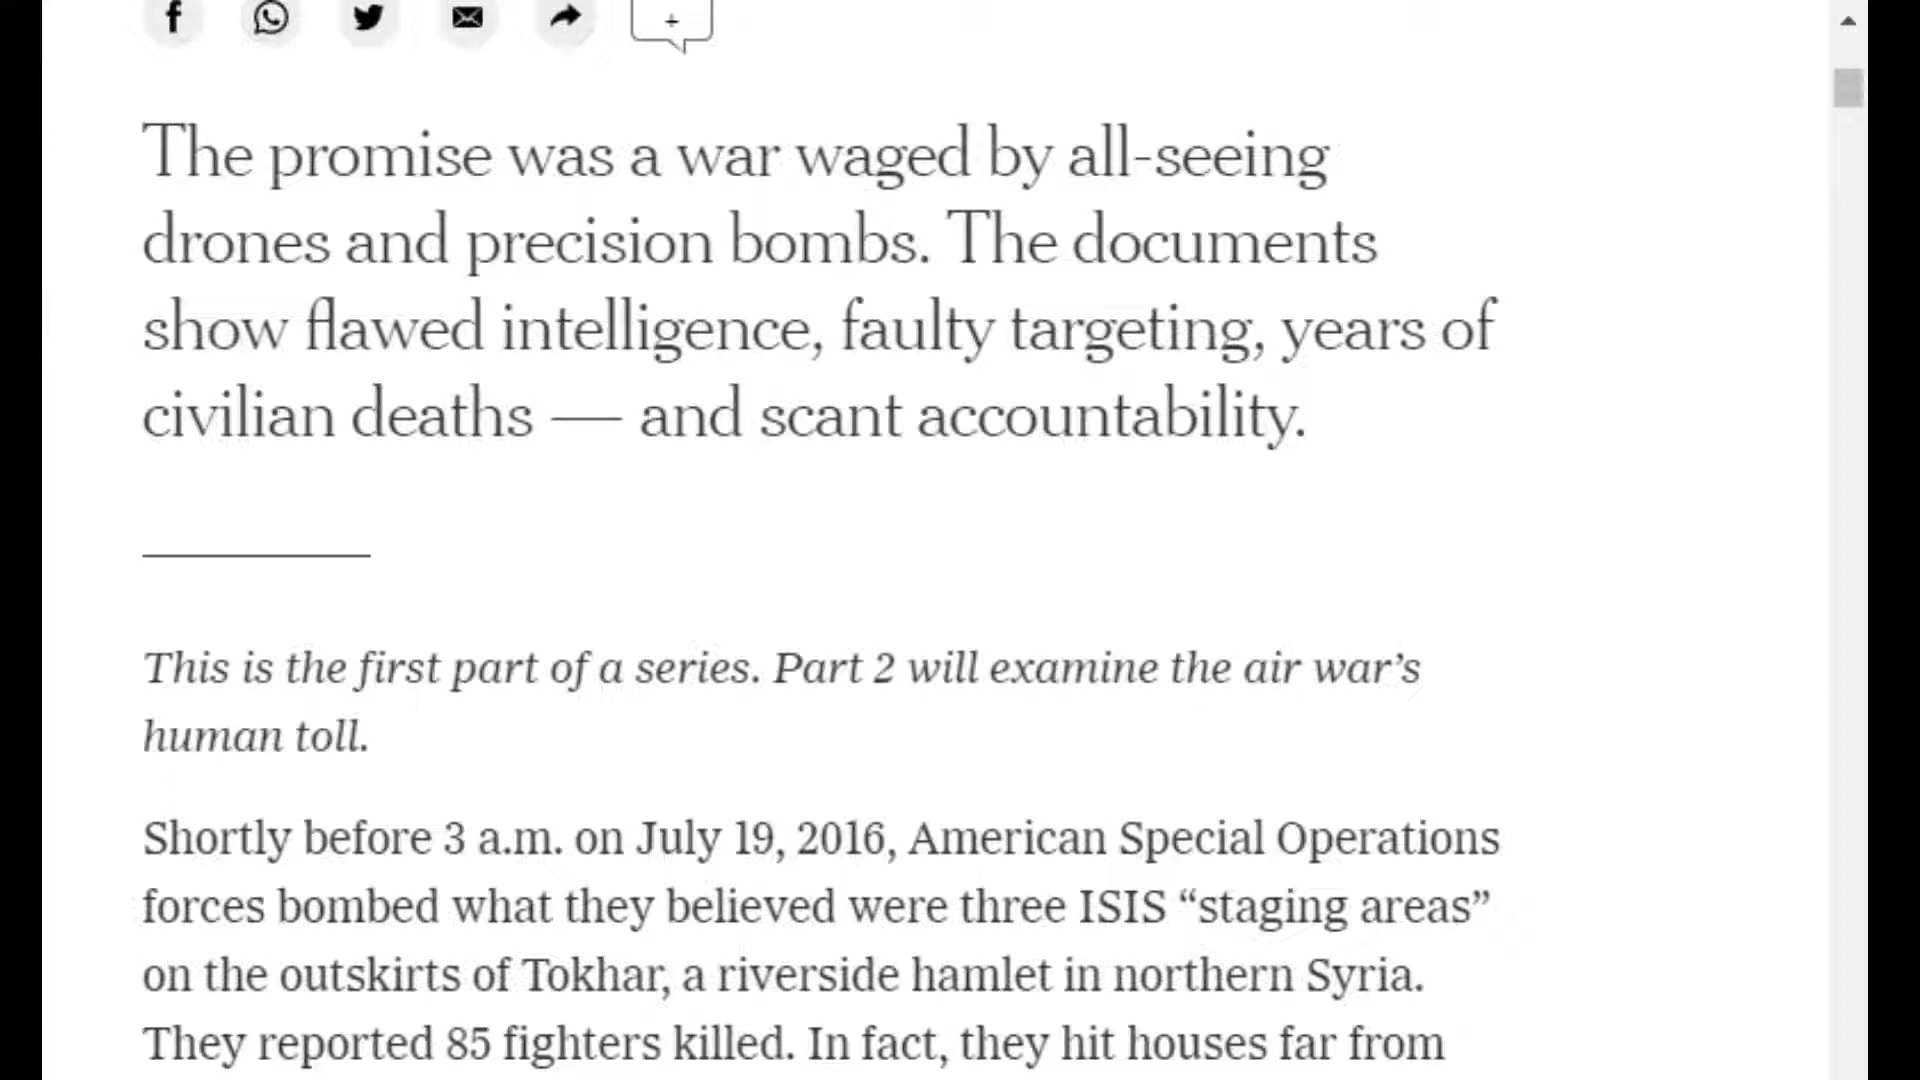 The promise was a war waged by all-seeing
drones and precision bombs. The documents
show flawed intelligence, faulty targeting, years of
civilian deaths — and scant accountability.
This is the first part of a series. Part 2 will examine the air war’s
human toll.
Shortly before 3 a.m. on July 19, 2016, American Special Operations
forces bombed what they believed were three ISIS “staging areas”
on the outskirts of Tokhar, a riverside hamlet in northern Syria.
They reported 85 fighters killed. In fact, they hit houses far from